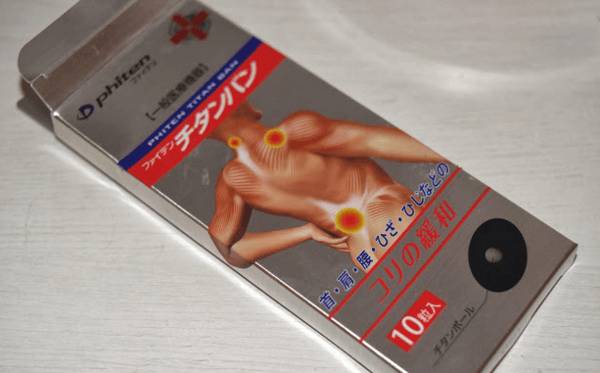 phiten
ファイテン
【一般医療機器】
PHITEN TITAN BAN
ファイテン チタンバン
首・肩・腰・ひざ・ひじなどの
コリの緩和
10粒入
チタンボール